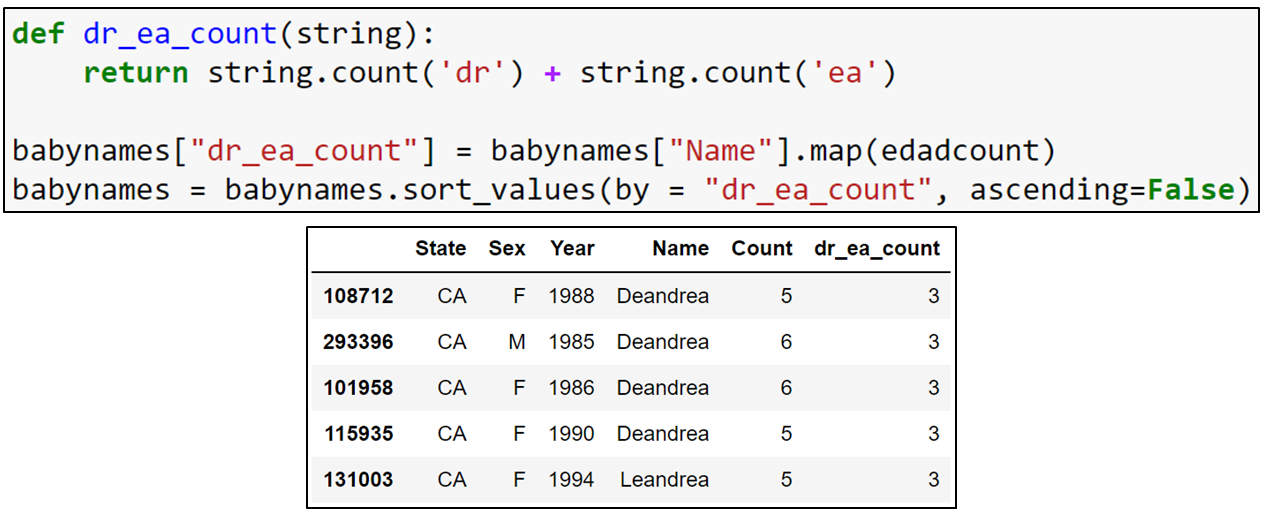 def dr_ea_count(string):
    return string.count('dr') + string.count('ea')
babynames["dr_ea_count"] = babynames["Name"].map(edadcount)
babynames = babynames.sort_values(by = "dr_ea_count", ascending=False)
State Sex Year Name Count dr_ea_count
108712 CA F 1988 Deandrea 5 3
293396 CA M 1985 Deandrea 6 3
101958 CA F 1986 Deandrea 6 3
115935 CA F 1990 Deandrea 5 3
131003 CA F 1994 Leandrea 5 3